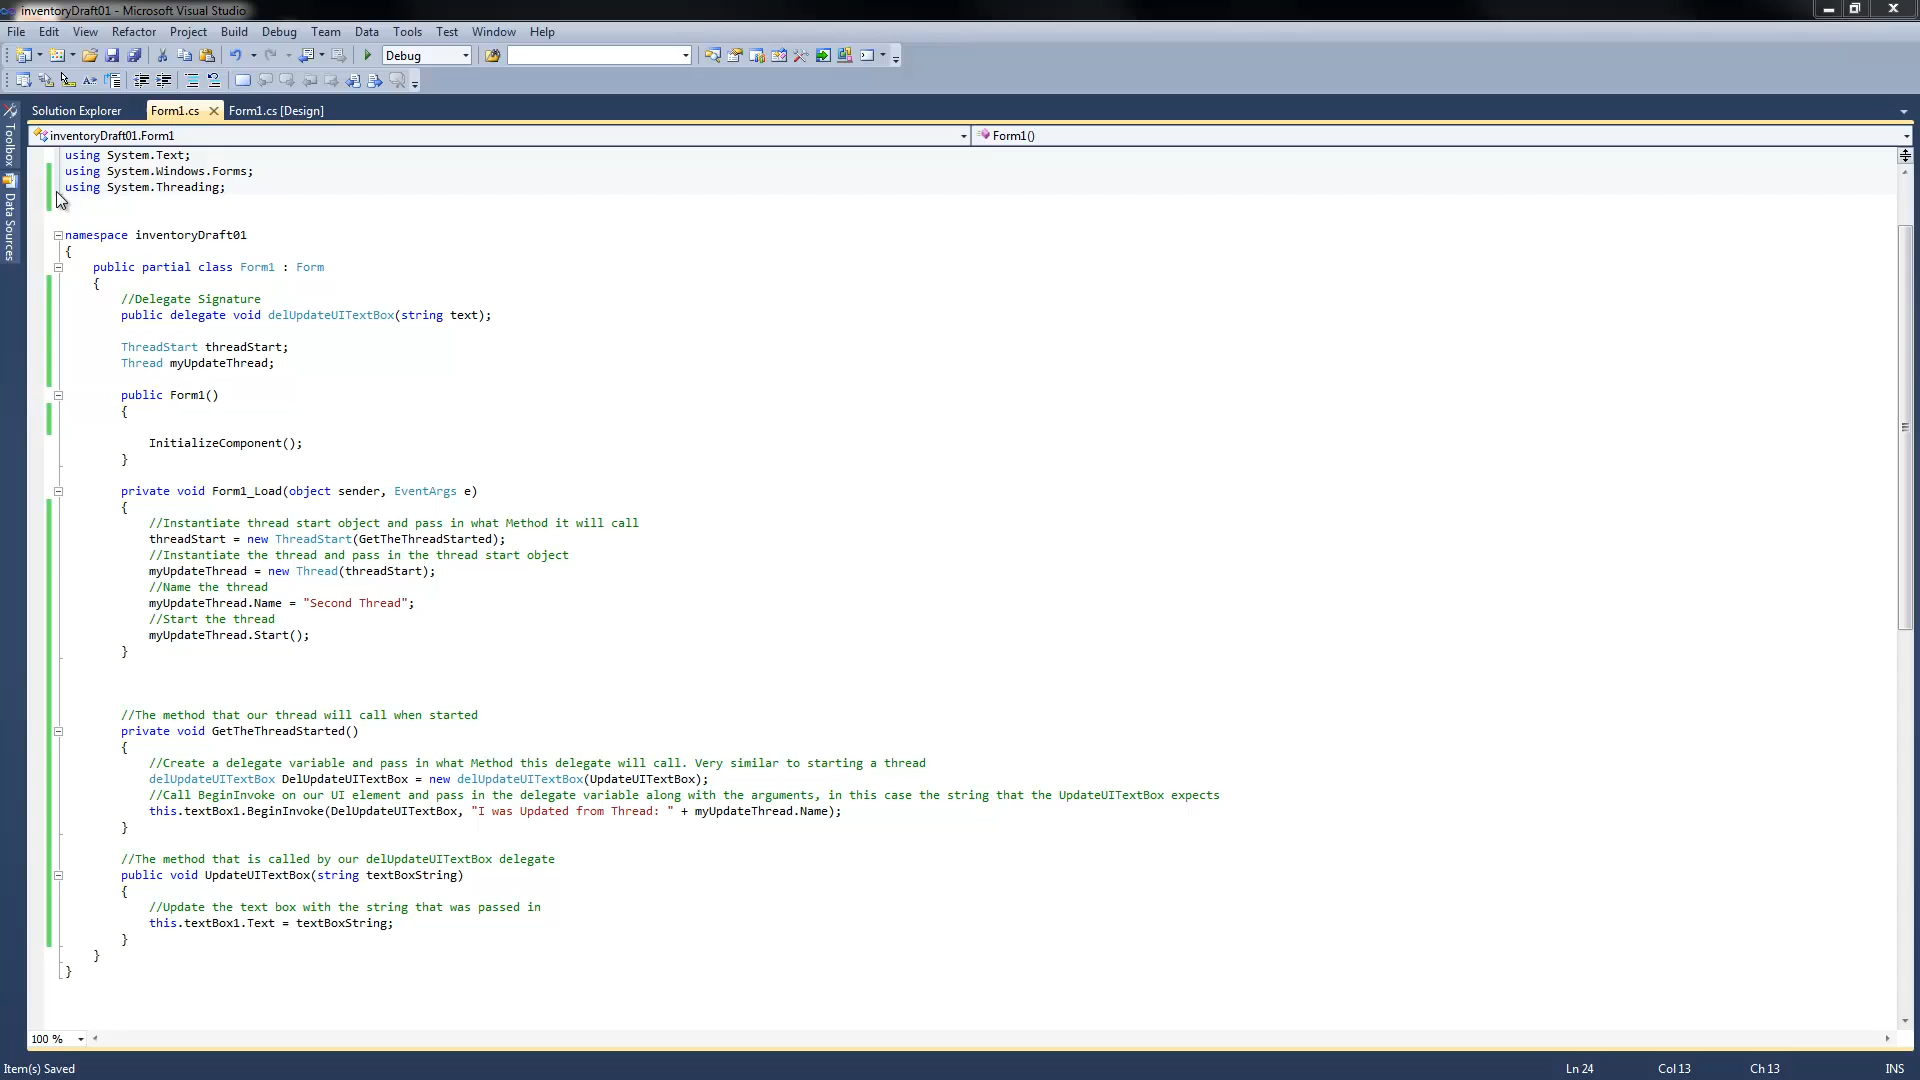 inventoryDraft01 - Microsoft Visual Studio
File Edit View Refactor Project Build Debug Team Data Tools Test Window Help
Debug
Solution Explorer Form1.cs Form1.cs [Design]
inventoryDraft01.Form1 Form1()
Toolbox
Data Sources
using System.Text;
using System.Windows.Forms;
using System.Threading;
namespace inventoryDraft01
{
public partial class Form1 : Form
{
//Delegate Signature
public delegate void delUpdateUITextBox(string text);
ThreadStart threadStart;
Thread myUpdateThread;
public Form1()
{
InitializeComponent();
}
private void Form1_Load(object sender, EventArgs e)
{
//Instantiate thread start object and pass in what Method it will call
threadStart = new ThreadStart(GetTheThreadStarted);
//Instantiate the thread and pass in the thread start object
myUpdateThread = new Thread(threadStart);
//Name the thread
myUpdateThread.Name = "Second Thread";
//Start the thread
myUpdateThread.Start();
}
//The method that our thread will call when started
private void GetTheThreadStarted()
{
//Create a delegate variable and pass in what Method this delegate will call. Very similar to starting a thread
delUpdateUITextBox DelUpdateUITextBox = new delUpdateUITextBox(UpdateUITextBox);
//Call BeginInvoke on our UI element and pass in the delegate variable along with the arguments, in this case the string that the UpdateUITextBox expects
this.textBox1.BeginInvoke(DelUpdateUITextBox, "I was Updated from Thread: " + myUpdateThread.Name);
}
//The method that is called by our delUpdateUITextBox delegate
public void UpdateUITextBox(string textBoxString)
{
//Update the text box with the string that was passed in
this.textBox1.Text = textBoxString;
}
}
}
100 %
Item(s) Saved Ln 24 Col 13 Ch 13 INS